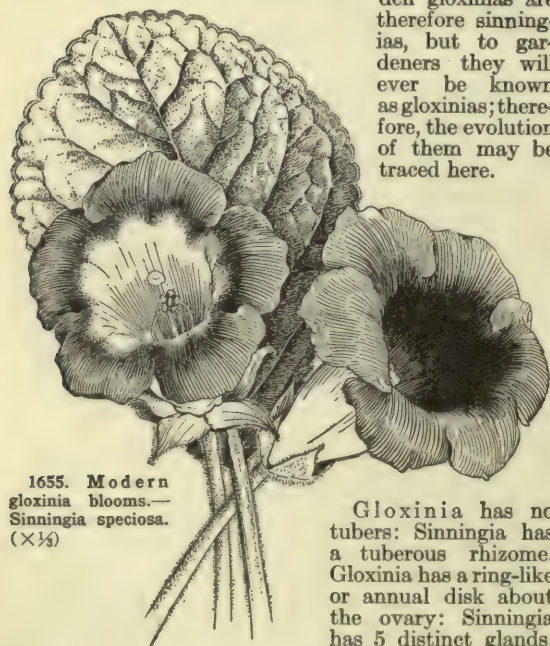 den gloxinias are
therefore sinning-
ias, but to gar-
deners they will
ever be known
as gloxinias; there-
fore, the evolution
of them may be
traced here.
1655. Modern
gloxinia blooms.—
Sinningia speciosa.
(×⅓)
Gloxinia has no
tubers: Sinningia has
a tuberous rhizome.
Gloxinia has a ring-like
or annual disk about
the ovary: Sinningia
has 5 distinct glands.